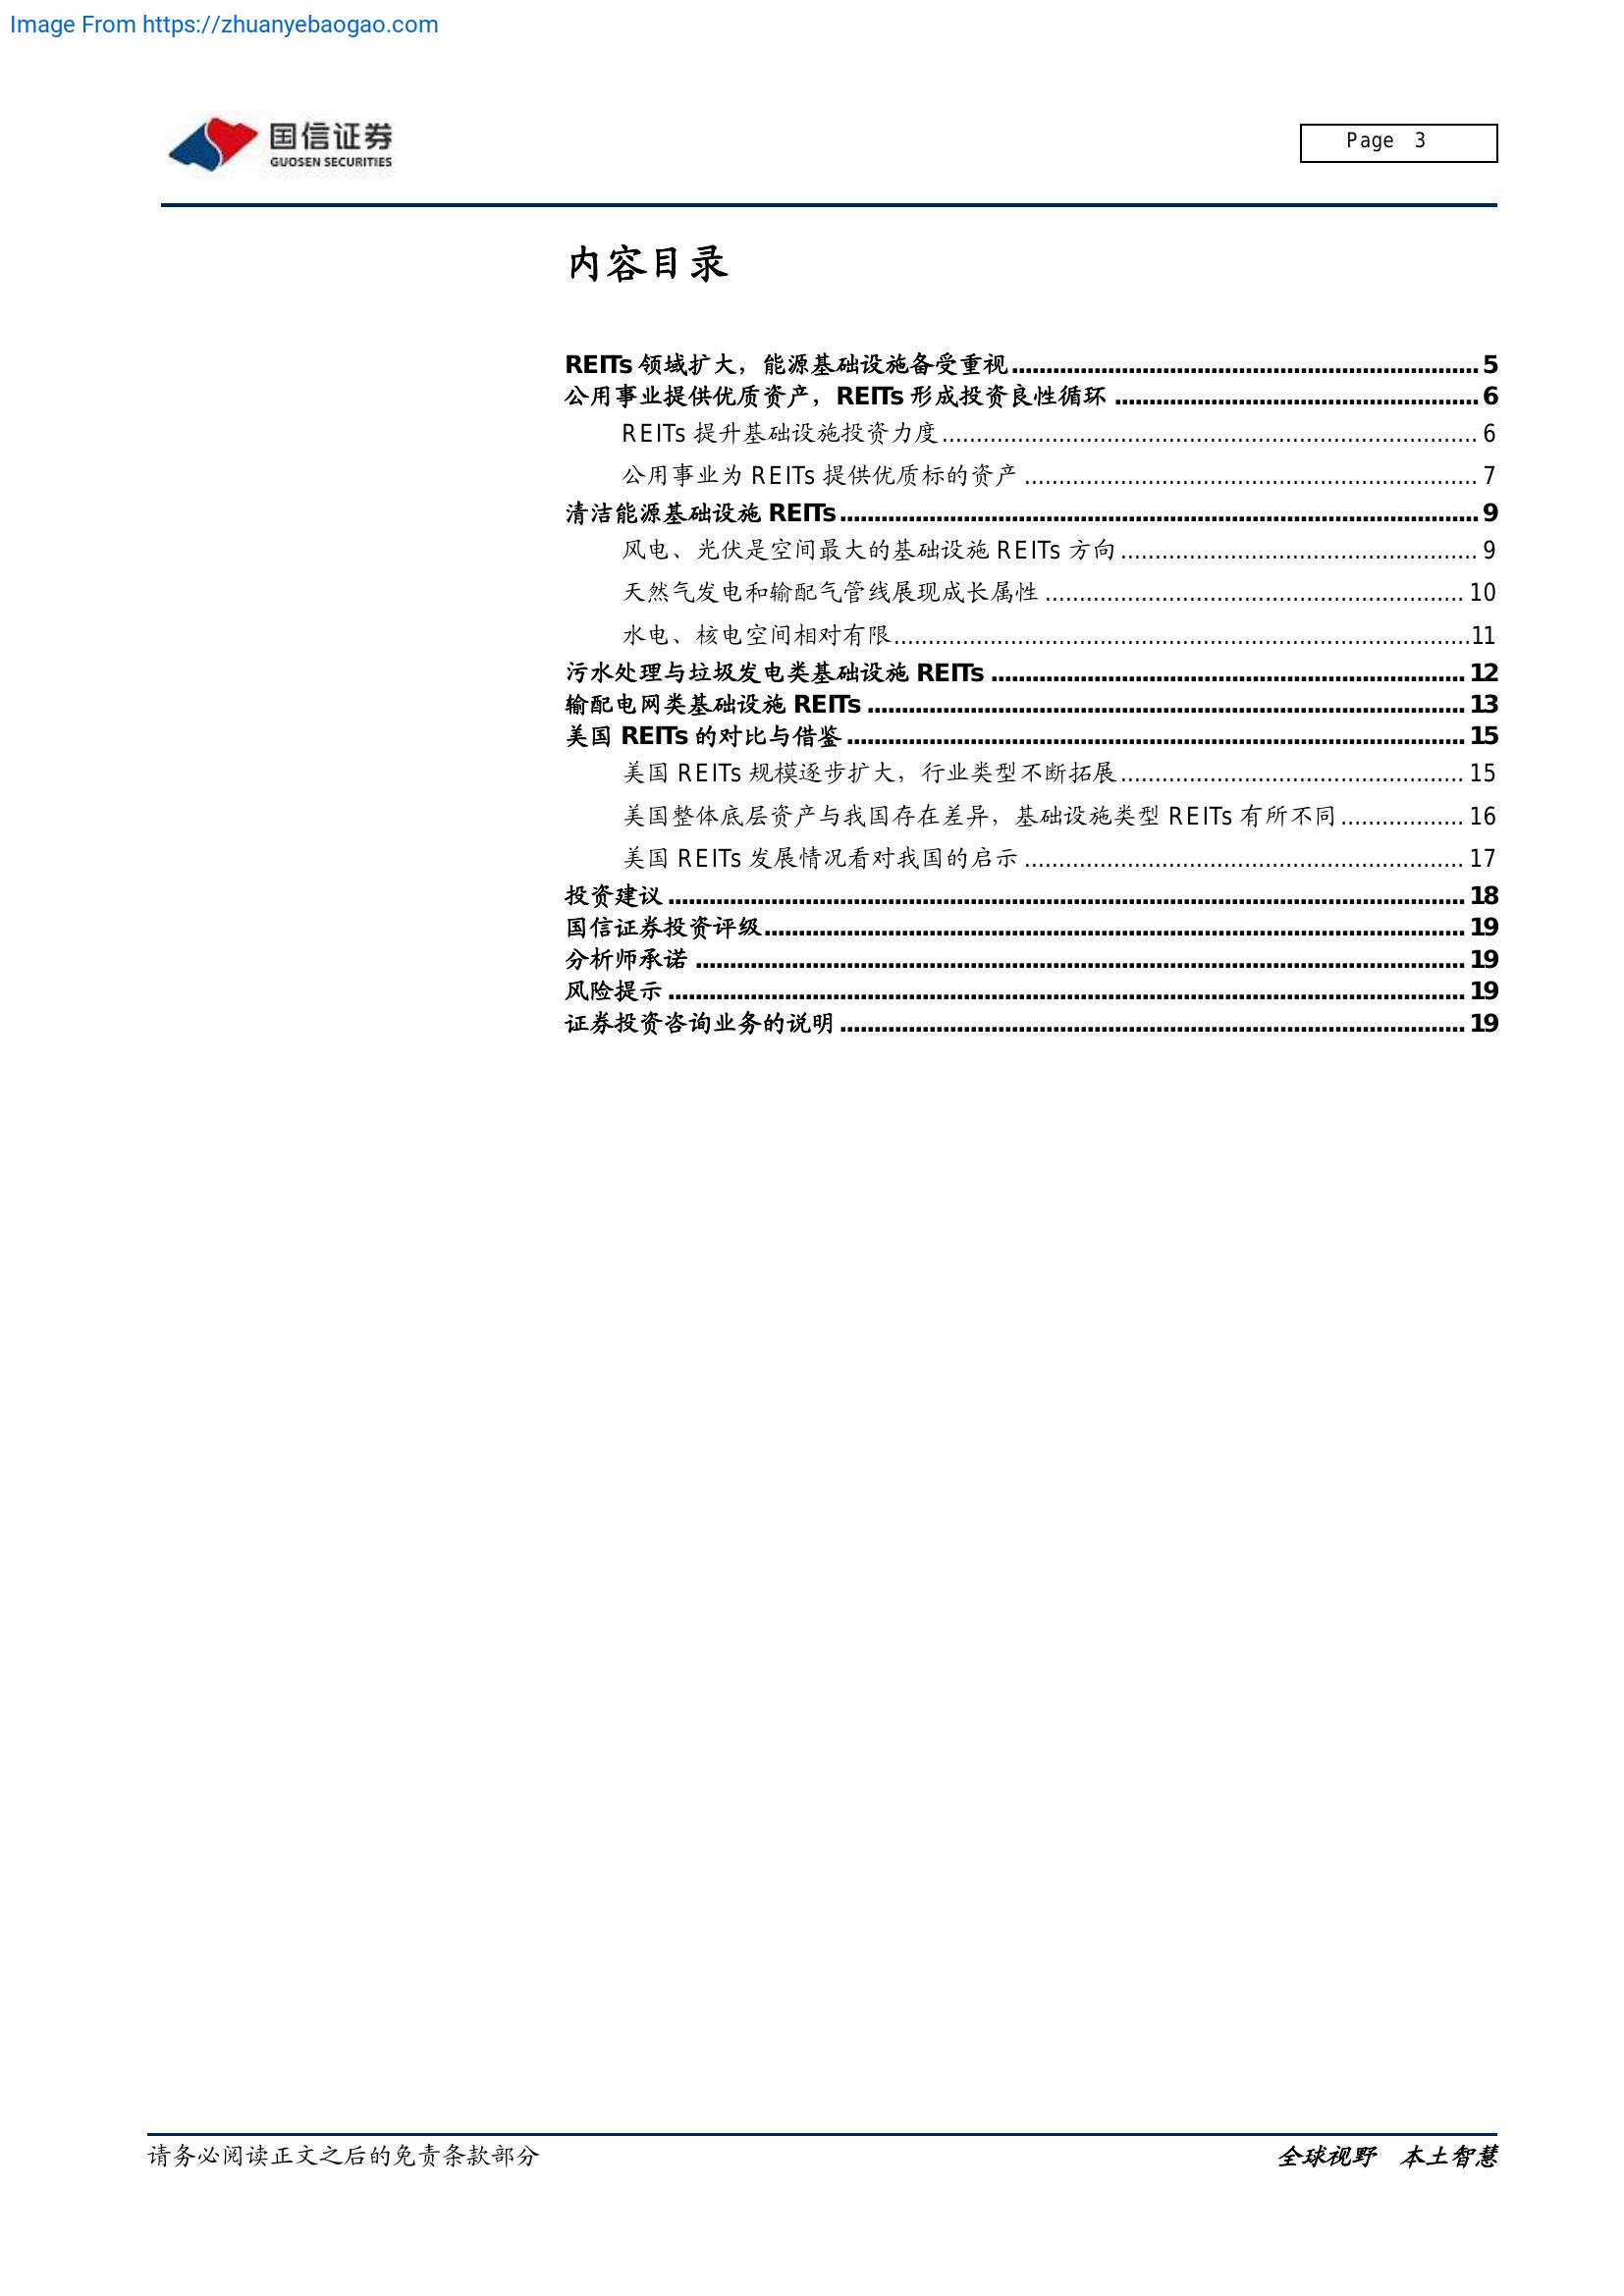 Image From https://zhuanyebaogao.com
国信证券
GUOSEN SECURITIES
Page 3
内容目录
REITs 领域扩大，能源基础设施备受重视 5
公用事业提供优质资产，REITs 形成投资良性循环 6
REITs 提升基础设施投资力度 6
公用事业为 REITs 提供优质标的资产 7
清洁能源基础设施 REITs 9
风电、光伏是空间最大的基础设施 REITs 方向 9
天然气发电和输配气管线展现成长属性 10
水电、核电空间相对有限 11
污水处理与垃圾发电类基础设施 REITs 12
输配电网类基础设施 REITs 13
美国 REITs 的对比与借鉴 15
美国 REITs 规模逐步扩大，行业类型不断拓展 15
美国整体底层资产与我国存在差异，基础设施类型 REITs 有所不同 16
美国 REITs 发展情况看对我国的启示 17
投资建议 18
国信证券投资评级 19
分析师承诺 19
风险提示 19
证券投资咨询业务的说明 19
请务必阅读正文之后的免责条款部分
全球视野 本土智慧